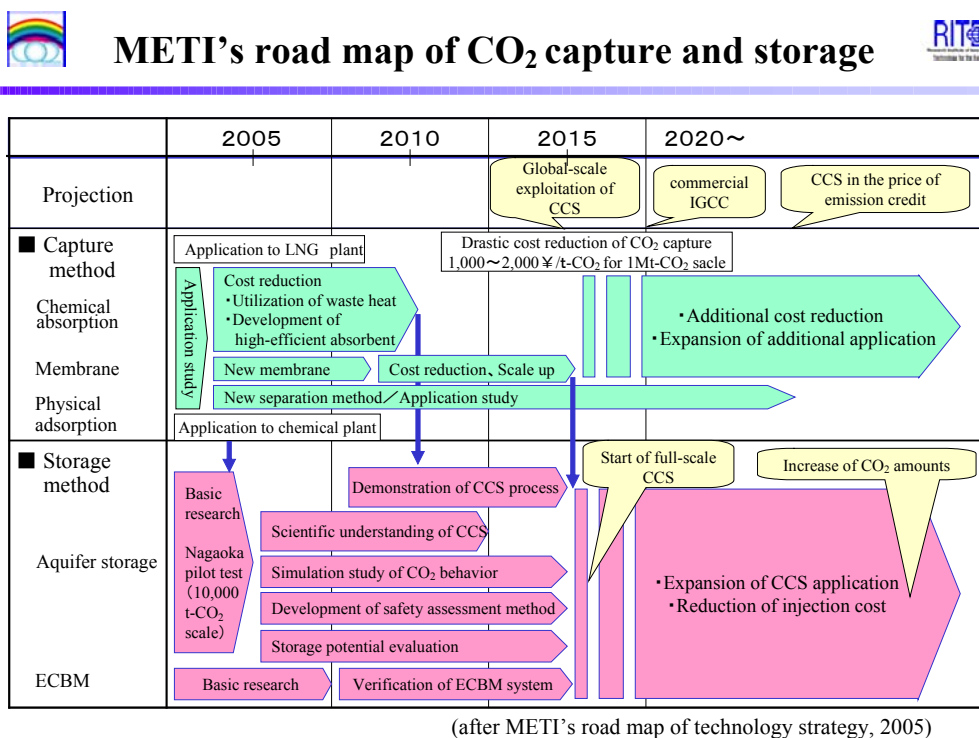 METI's road map of CO2 capture and storage
RITE
2005
2010
2015
2020~
Projection
Global-scale
exploitation of
CCS
commercial
IGCC
CCS in the price of
emission credit
■ Capture
method
Application to LNG plant
Drastic cost reduction of CO2 capture
1,000~2,000¥/t-CO2 for 1Mt-CO2 sacle
Application study
Chemical
absorption
Cost reduction
・Utilization of waste heat
・Development of
high-efficient absorbent
・Additional cost reduction
・Expansion of additional application
Membrane
New membrane
Cost reduction、Scale up
Physical
adsorption
New separation method／Application study
Application to chemical plant
■ Storage
method
Start of full-scale
CCS
Increase of CO2 amounts
Demonstration of CCS process
Basic
research
Nagaoka
pilot test
（10,000
t-CO2
scale）
Scientific understanding of CCS
Aquifer storage
Simulation study of CO2 behavior
Development of safety assessment method
Storage potential evaluation
・Expansion of CCS application
・Reduction of injection cost
ECBM
Basic research
Verification of ECBM system
(after METI's road map of technology strategy, 2005)